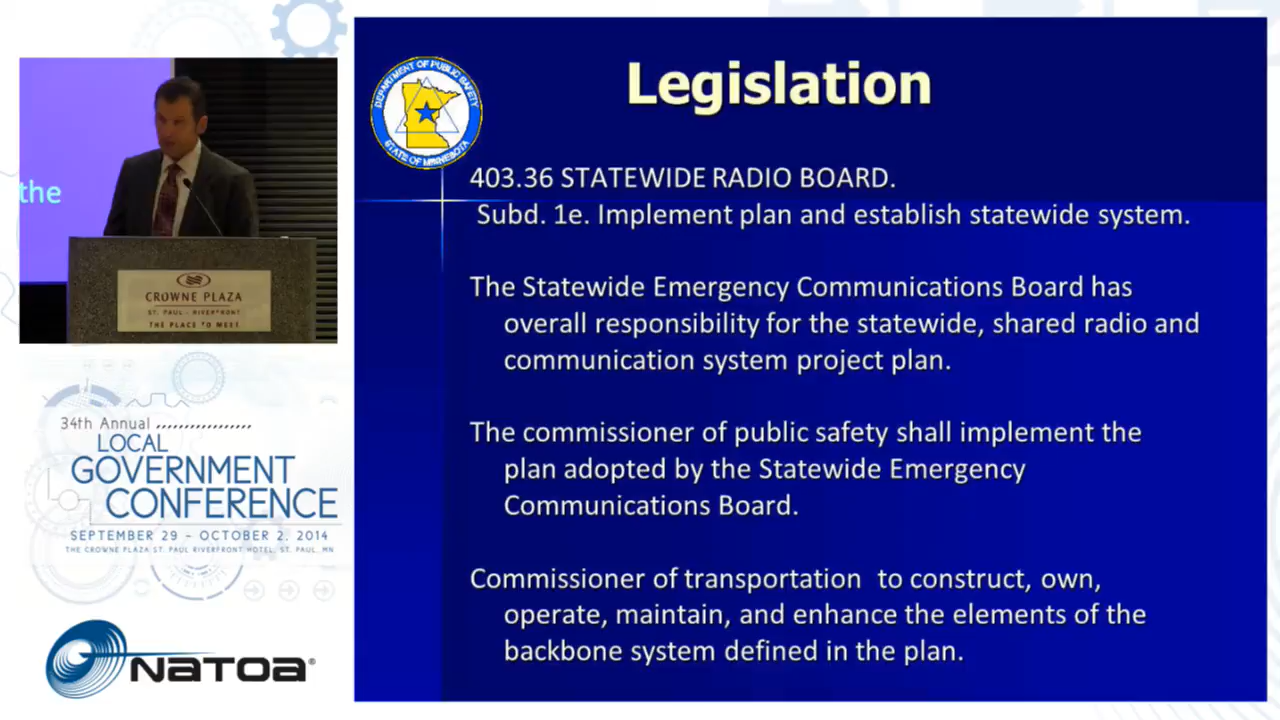 the
CROWNE PLAZA
ST. PAUL - RIVERFRONT
THE PLACE TO MEET.
34th Annual
LOCAL
GOVERNMENT
CONFERENCE
SEPTEMBER 29 – OCTOBER 2, 2014
THE CROWNE PLAZA ST. PAUL RIVERFRONT HOTEL, ST. PAUL, MN
NATOA®
DEPARTMENT OF PUBLIC SAFETY
STATE OF MINNESOTA
Legislation
403.36 STATEWIDE RADIO BOARD.
Subd. 1e. Implement plan and establish statewide system.
The Statewide Emergency Communications Board has
overall responsibility for the statewide, shared radio and
communication system project plan.
The commissioner of public safety shall implement the
plan adopted by the Statewide Emergency
Communications Board.
Commissioner of transportation to construct, own,
operate, maintain, and enhance the elements of the
backbone system defined in the plan.